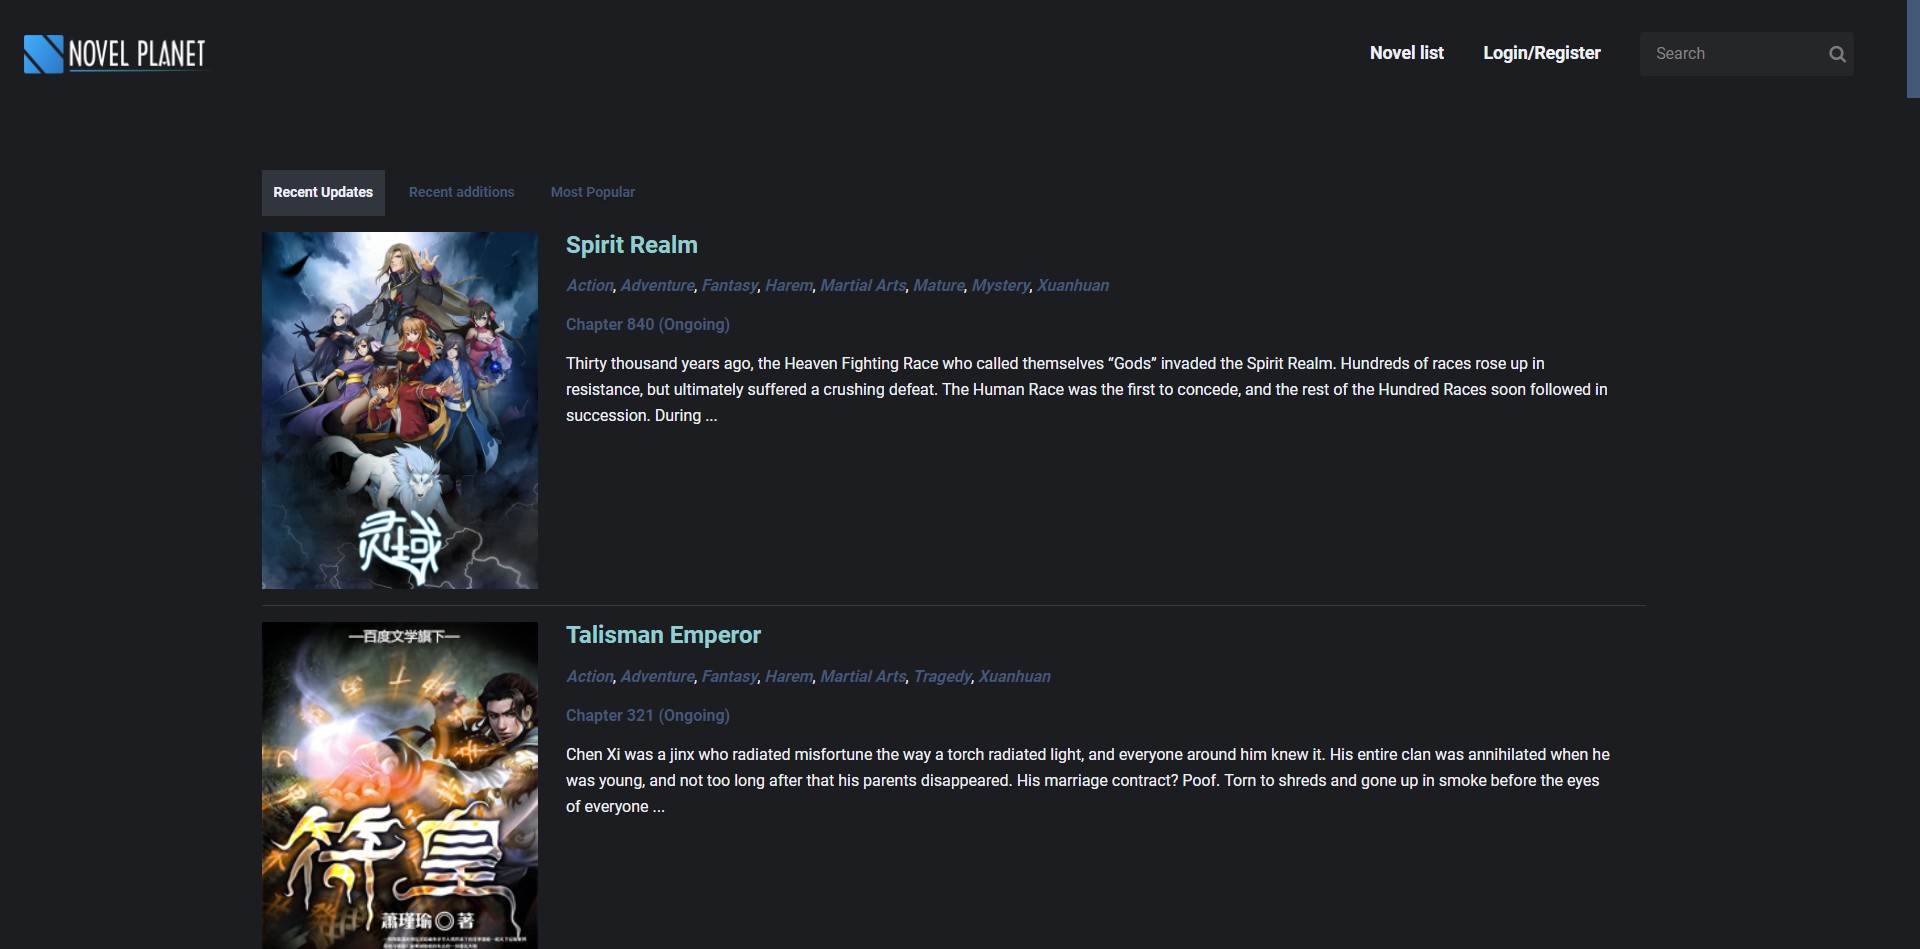 NOVEL PLANET
Novel list
Login/Register
Search
Recent Updates
Recent additions
Most Popular
Spirit Realm
Action, Adventure, Fantasy, Harem, Martial Arts, Mature, Mystery, Xuanhuan
Chapter 840 (Ongoing)
Thirty thousand years ago, the Heaven Fighting Race who called themselves “Gods” invaded the Spirit Realm. Hundreds of races rose up in
resistance, but ultimately suffered a crushing defeat. The Human Race was the first to concede, and the rest of the Hundred Races soon followed in
succession. During ...
灵域
—百度文学旗下—
符皇
萧瑾瑜◎著
Talisman Emperor
Action, Adventure, Fantasy, Harem, Martial Arts, Tragedy, Xuanhuan
Chapter 321 (Ongoing)
Chen Xi was a jinx who radiated misfortune the way a torch radiated light, and everyone around him knew it. His entire clan was annihilated when he
was young, and not too long after that his parents disappeared. His marriage contract? Poof. Torn to shreds and gone up in smoke before the eyes
of everyone ...